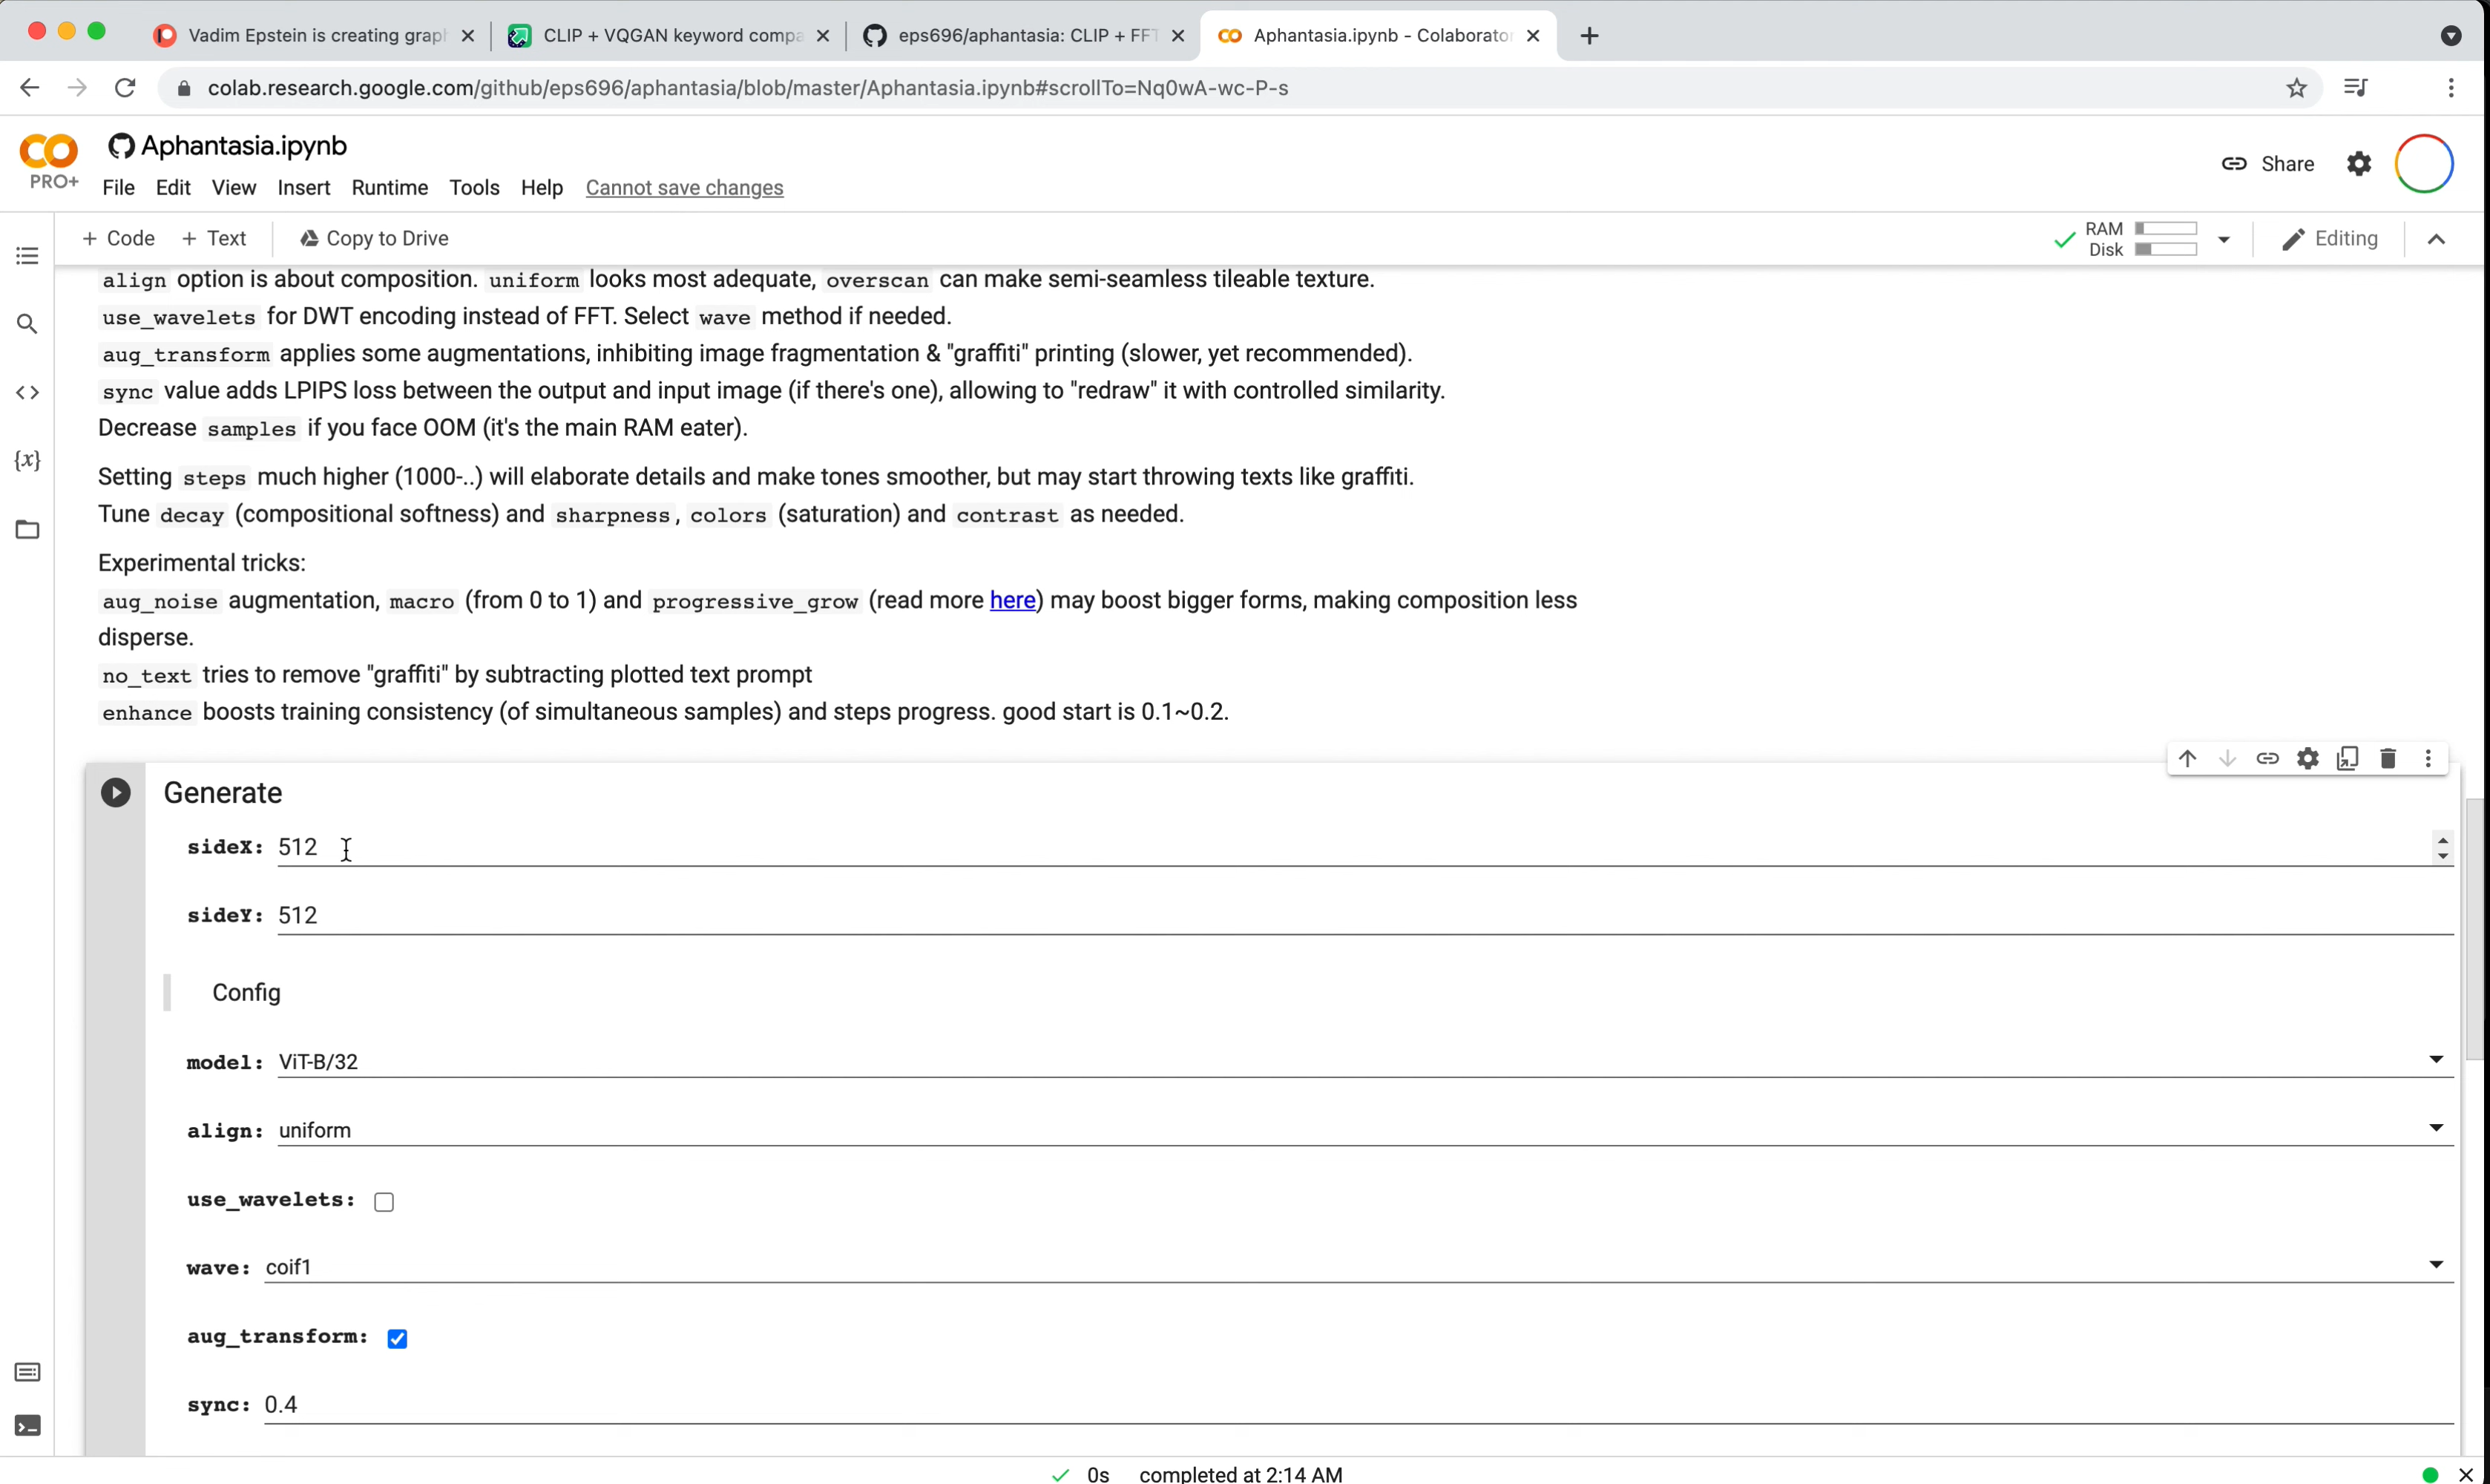 Vadim Epstein is creating grap
CLIP + VQGAN keyword compa
eps696/aphantasia: CLIP + FFT
Aphantasia.ipynb - Colaborator
colab.research.google.com/github/eps696/aphantasia/blob/master/Aphantasia.ipynb#scrollTo=Nq0wA-wc-P-s
PRO+
Aphantasia.ipynb
File Edit View Insert Runtime Tools Help Cannot save changes
Share
+ Code + Text Copy to Drive
RAM
Disk
Editing
align option is about composition. uniform looks most adequate, overscan can make semi-seamless tileable texture.
use_wavelets for DWT encoding instead of FFT. Select wave method if needed.
aug_transform applies some augmentations, inhibiting image fragmentation & "graffiti" printing (slower, yet recommended).
sync value adds LPIPS loss between the output and input image (if there's one), allowing to "redraw" it with controlled similarity.
Decrease samples if you face OOM (it's the main RAM eater).
Setting steps much higher (1000-..) will elaborate details and make tones smoother, but may start throwing texts like graffiti.
Tune decay (compositional softness) and sharpness, colors (saturation) and contrast as needed.
Experimental tricks:
aug_noise augmentation, macro (from 0 to 1) and progressive_grow (read more here) may boost bigger forms, making composition less
disperse.
no_text tries to remove "graffiti" by subtracting plotted text prompt
enhance boosts training consistency (of simultaneous samples) and steps progress. good start is 0.1~0.2.
Generate
sideX: 512
sideY: 512
Config
model: ViT-B/32
align: uniform
use_wavelets:
wave: coif1
aug_transform:
sync: 0.4
0s completed at 2:14 AM